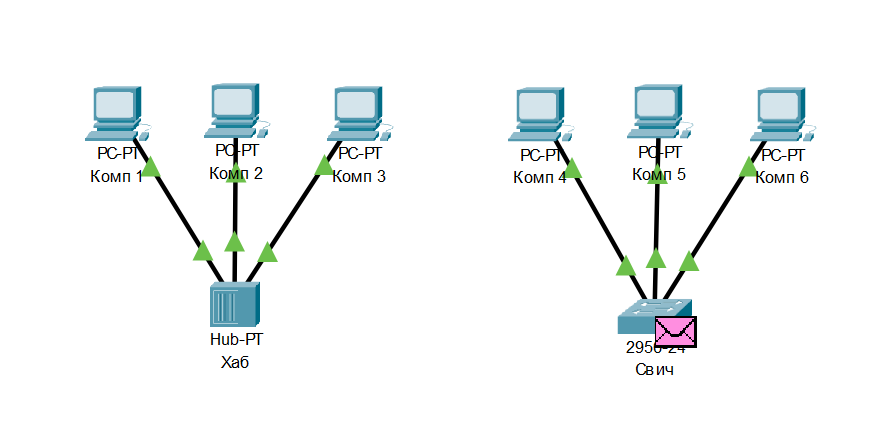 PC-PT
Комп 1
PC-PT
Комп 2
PC-PT
Комп 3
PC-PT
Комп 4
PC-PT
Комп 5
PC-PT
Комп 6
Hub-PT
Хаб
2950-24
Свич